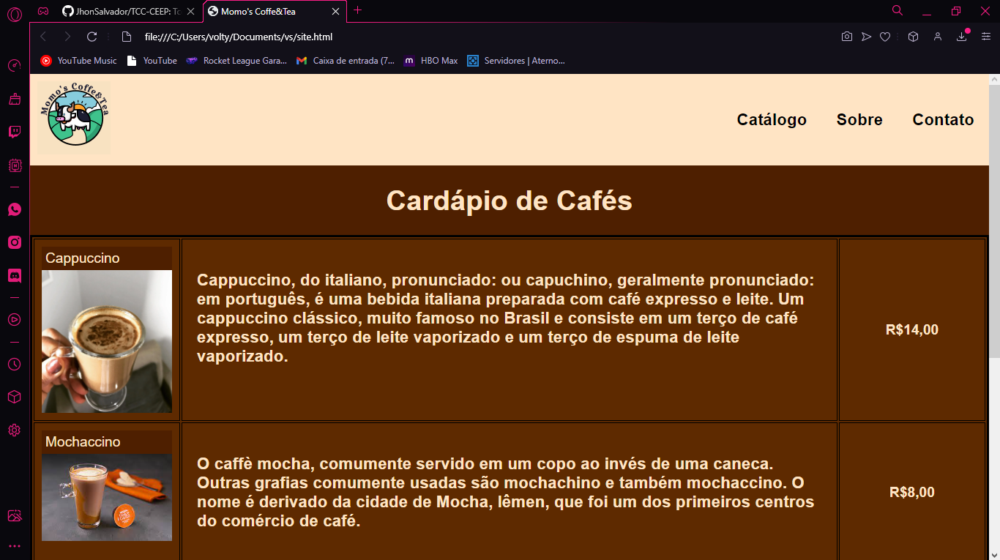 JhonSalvador/TCC-CEEP: To
Momo's Coffe&Tea
file:///C:/Users/volty/Documents/vs/site.html
YouTube Music
YouTube
Rocket League Gara...
Caixa de entrada (7...
HBO Max
Servidores | Aterno...
Momo's Coffe&Tea
Catálogo
Sobre
Contato
Cardápio de Cafés
Cappuccino
Cappuccino, do italiano, pronunciado: ou capuchino, geralmente pronunciado:
em português, é uma bebida italiana preparada com café expresso e leite. Um
cappuccino clássico, muito famoso no Brasil e consiste em um terço de café
expresso, um terço de leite vaporizado e um terço de espuma de leite
vaporizado.
R$14,00
Mochaccino
O caffè mocha, comumente servido em um copo ao invés de uma caneca.
Outras grafias comumente usadas são mochachino e também mochaccino. O
nome é derivado da cidade de Mocha, Iêmen, que foi um dos primeiros centros
do comércio de café.
R$8,00